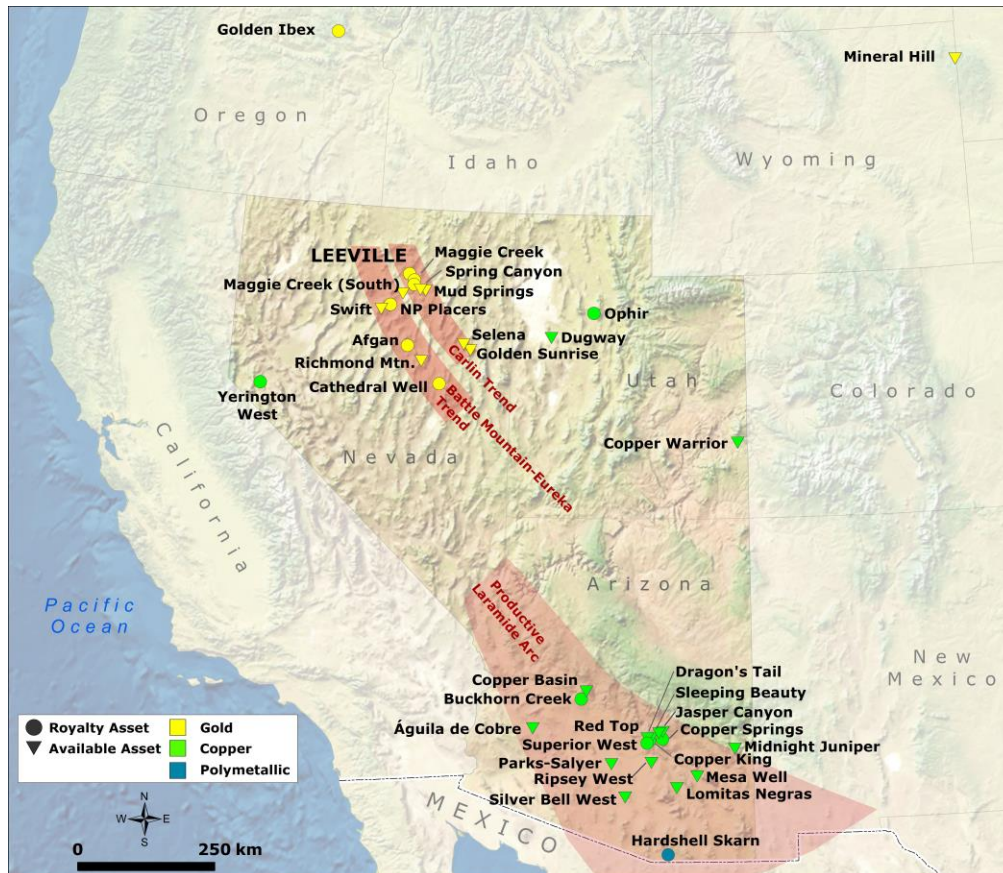 Golden Ibex
Mineral Hill
Oregon
Idaho
Wyoming
LEEVILLE
Maggie Creek
Spring Canyon
Maggie Creek (South)
Mud Springs
Swift
NP Placers
Ophir
Afgan
Selena
Dugway
Golden Sunrise
Richmond Mtn.
Carlin Trend
Cathedral Well
Battle Mountain-Eureka
Trend
Yerington
West
Utah
Colorado
Copper Warrior
Nevada
California
Arizona
Pacific
Ocean
Productive
Laramide Arc
New
Mexico
Dragon's Tail
Copper Basin
Sleeping Beauty
Buckhorn Creek
Jasper Canyon
Águila de Cobre
Red Top
Copper Springs
Superior West
Midnight Juniper
Parks-Salyer
Copper King
Ripsey West
Mesa Well
Silver Bell West
Lomitas Negras
MEXICO
Hardshell Skarn
Royalty Asset
Gold
Available Asset
Copper
Polymetallic
N
W E
S
0 250 km